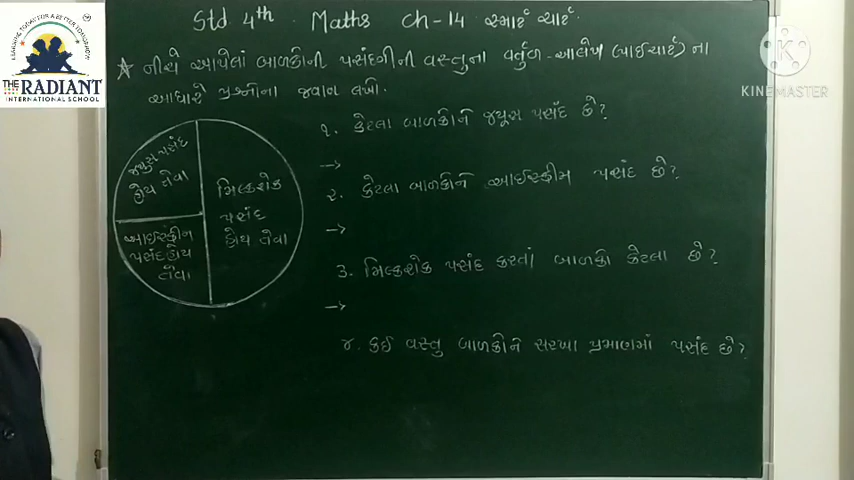 Std 4th . Maths Ch-14 સ્માર્ટ ચાર્ટ.
★ નીચે આપેલાં બાળકોની પસંદગીની વસ્તુના વર્તુળ-આલેખ (પાઈચાર્ટ) ના
આધારે પ્રશ્નોના જવાબ લખો.
THE RADIANT
INTERNATIONAL SCHOOL
KINEMASTER
જ્યુસ પસંદ
હોય તેવા
મિલ્કશેક
પસંદ
હોય તેવા
આઈસ્ક્રીમ
પસંદ હોય
તેવા
૧. કેટલા બાળકોને જ્યૂસ પસંદ છે?
→
૨. કેટલા બાળકોને આઈસ્ક્રીમ પસંદ છે?
→
૩. મિલ્કશેક પસંદ કરતાં બાળકો કેટલા છે?
→
૪. કઈ વસ્તુ બાળકોને સરખા પ્રમાણમાં પસંદ છે?